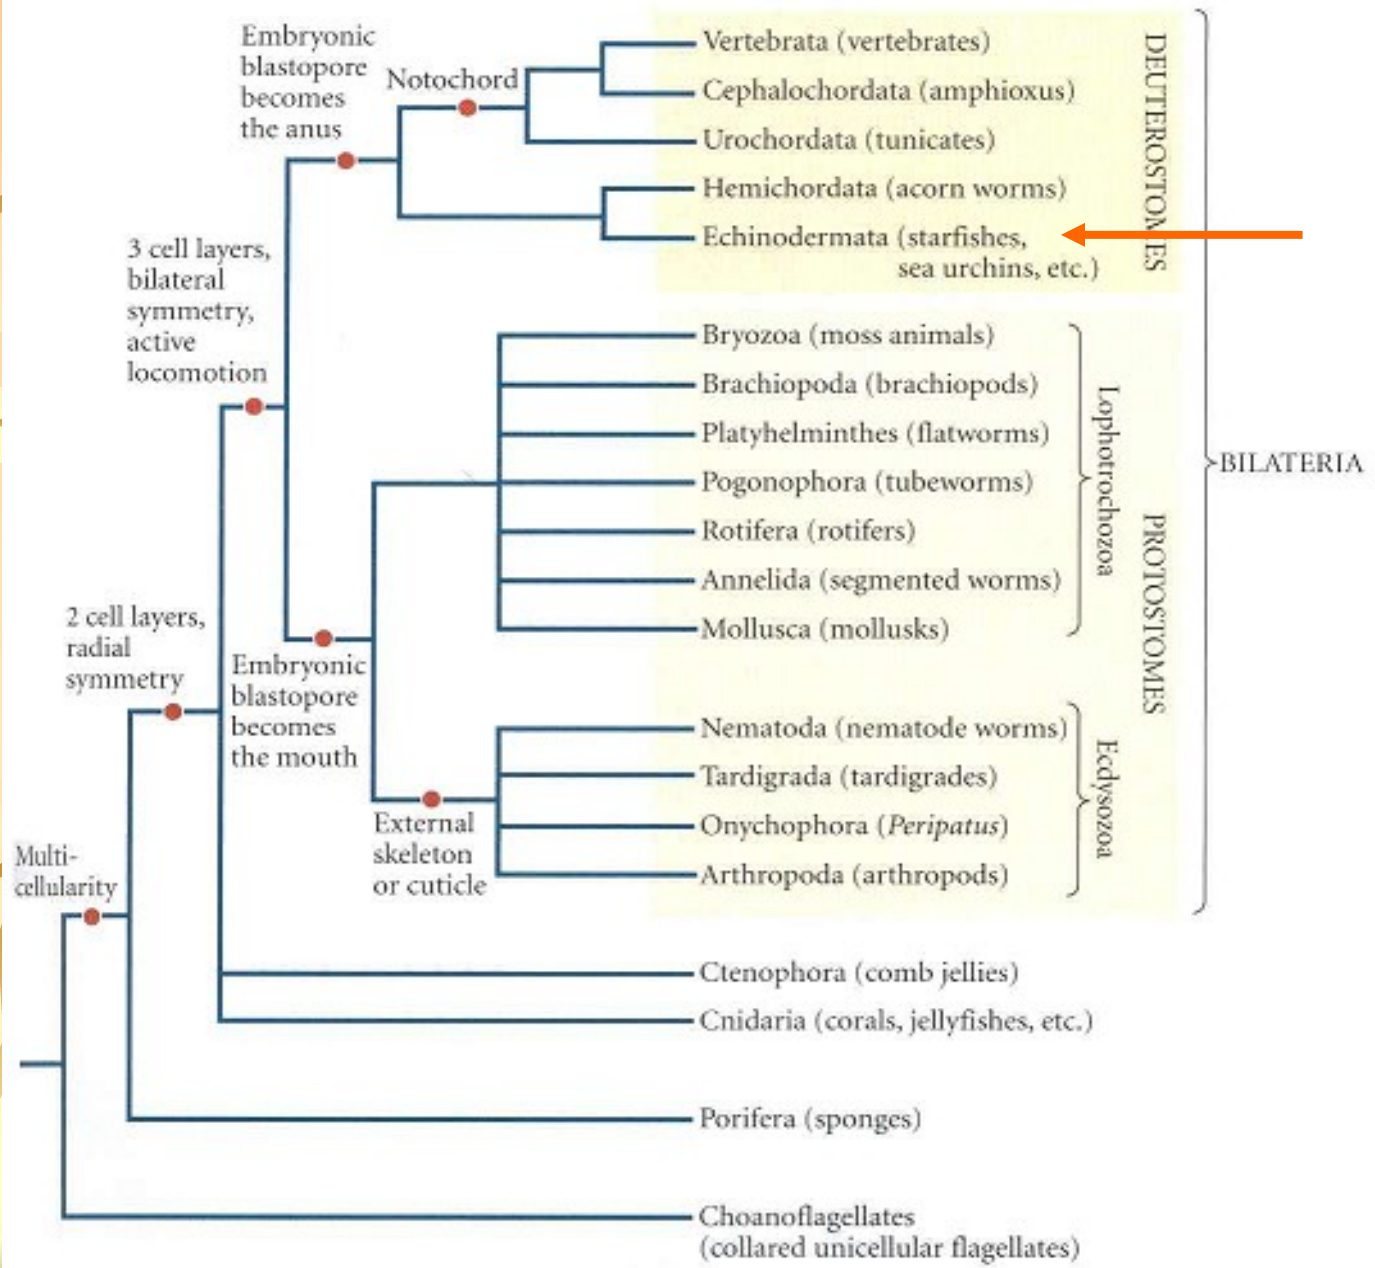 Embryonic
blastopore
becomes
the anus
Notochord
Vertebrata (vertebrates)
Cephalochordata (amphioxus)
Urochordata (tunicates)
Hemichordata (acorn worms)
Echinodermata (starfishes,
sea urchins, etc.)
DEUTEROSTOMES
3 cell layers,
bilateral
symmetry,
active
locomotion
Bryozoa (moss animals)
Brachiopoda (brachiopods)
Platyhelminthes (flatworms)
Pogonophora (tubeworms)
Rotifera (rotifers)
Annelida (segmented worms)
Mollusca (mollusks)
Lophotrochozoa
PROTOSTOMES
BILATERIA
2 cell layers,
radial
symmetry
Embryonic
blastopore
becomes
the mouth
Nematoda (nematode worms)
Tardigrada (tardigrades)
Onychophora (Peripatus)
Arthropoda (arthropods)
Ecdysozoa
External
skeleton
or cuticle
Multi-
cellularity
Ctenophora (comb jellies)
Cnidaria (corals, jellyfishes, etc.)
Porifera (sponges)
Choanoflagellates
(collared unicellular flagellates)